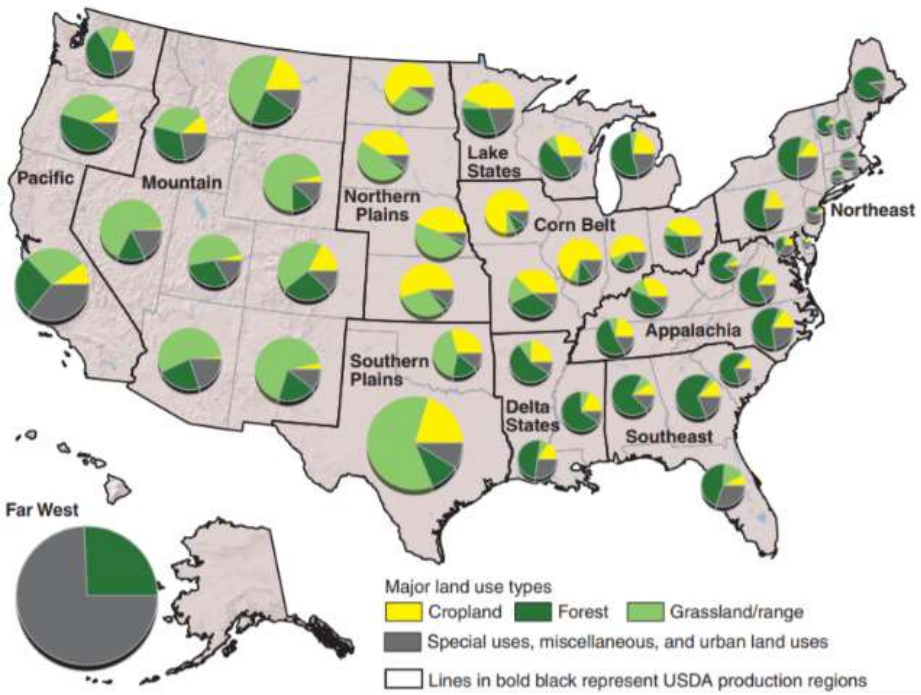 Pacific
Mountain
Northern
Plains
Lake
States
Corn Belt
Northeast
Appalachia
Southern
Plains
Delta
States
Southeast
Far West
Major land use types
Cropland
Forest
Grassland/range
Special uses, miscellaneous, and urban land uses
Lines in bold black represent USDA production regions